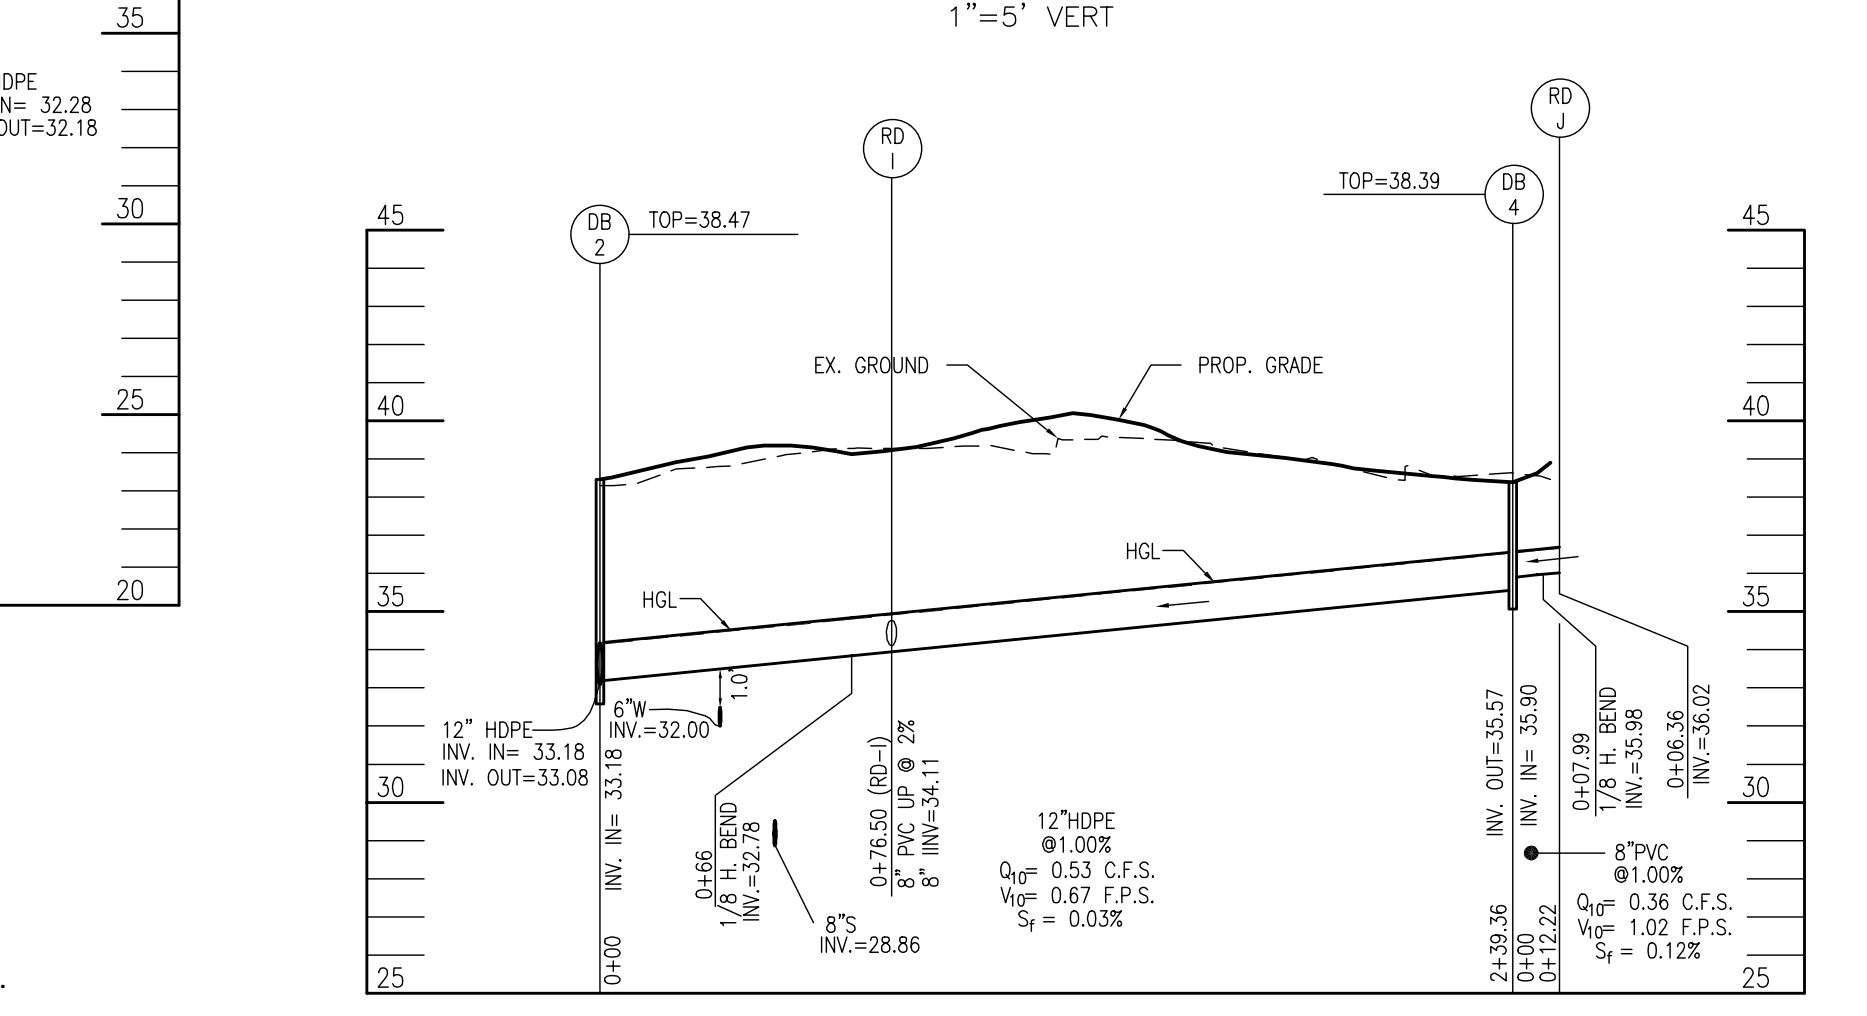 1"=5' VERT
35
HDPE
IN= 32.28
OUT=32.18
30
25
20
RD
J
RD
I
TOP=38.39
DB
4
DB
2
TOP=38.47
45
45
EX. GROUND
PROP. GRADE
40
40
HGL
HGL
35
35
1.0'
6"W
INV.=32.00
12" HDPE
INV. IN= 33.18
INV. OUT=33.08
30
30
INV. IN= 33.18
0+00
0+66
1/8 H. BEND
INV.=32.78
8"S
INV.=28.86
0+76.50 (RD-I)
8" PVC UP @ 2%
8" IINV=34.11
12"HDPE
@1.00%
Q10= 0.53 C.F.S.
V10= 0.67 F.P.S.
Sf = 0.03%
INV. OUT=35.57
INV. IN= 35.90
2+39.36
0+00
0+12.22
0+07.99
1/8 H. BEND
INV.=35.98
0+06.36
INV.=36.02
8"PVC
@1.00%
Q10= 0.36 C.F.S.
V10= 1.02 F.P.S.
Sf = 0.12%
25
25